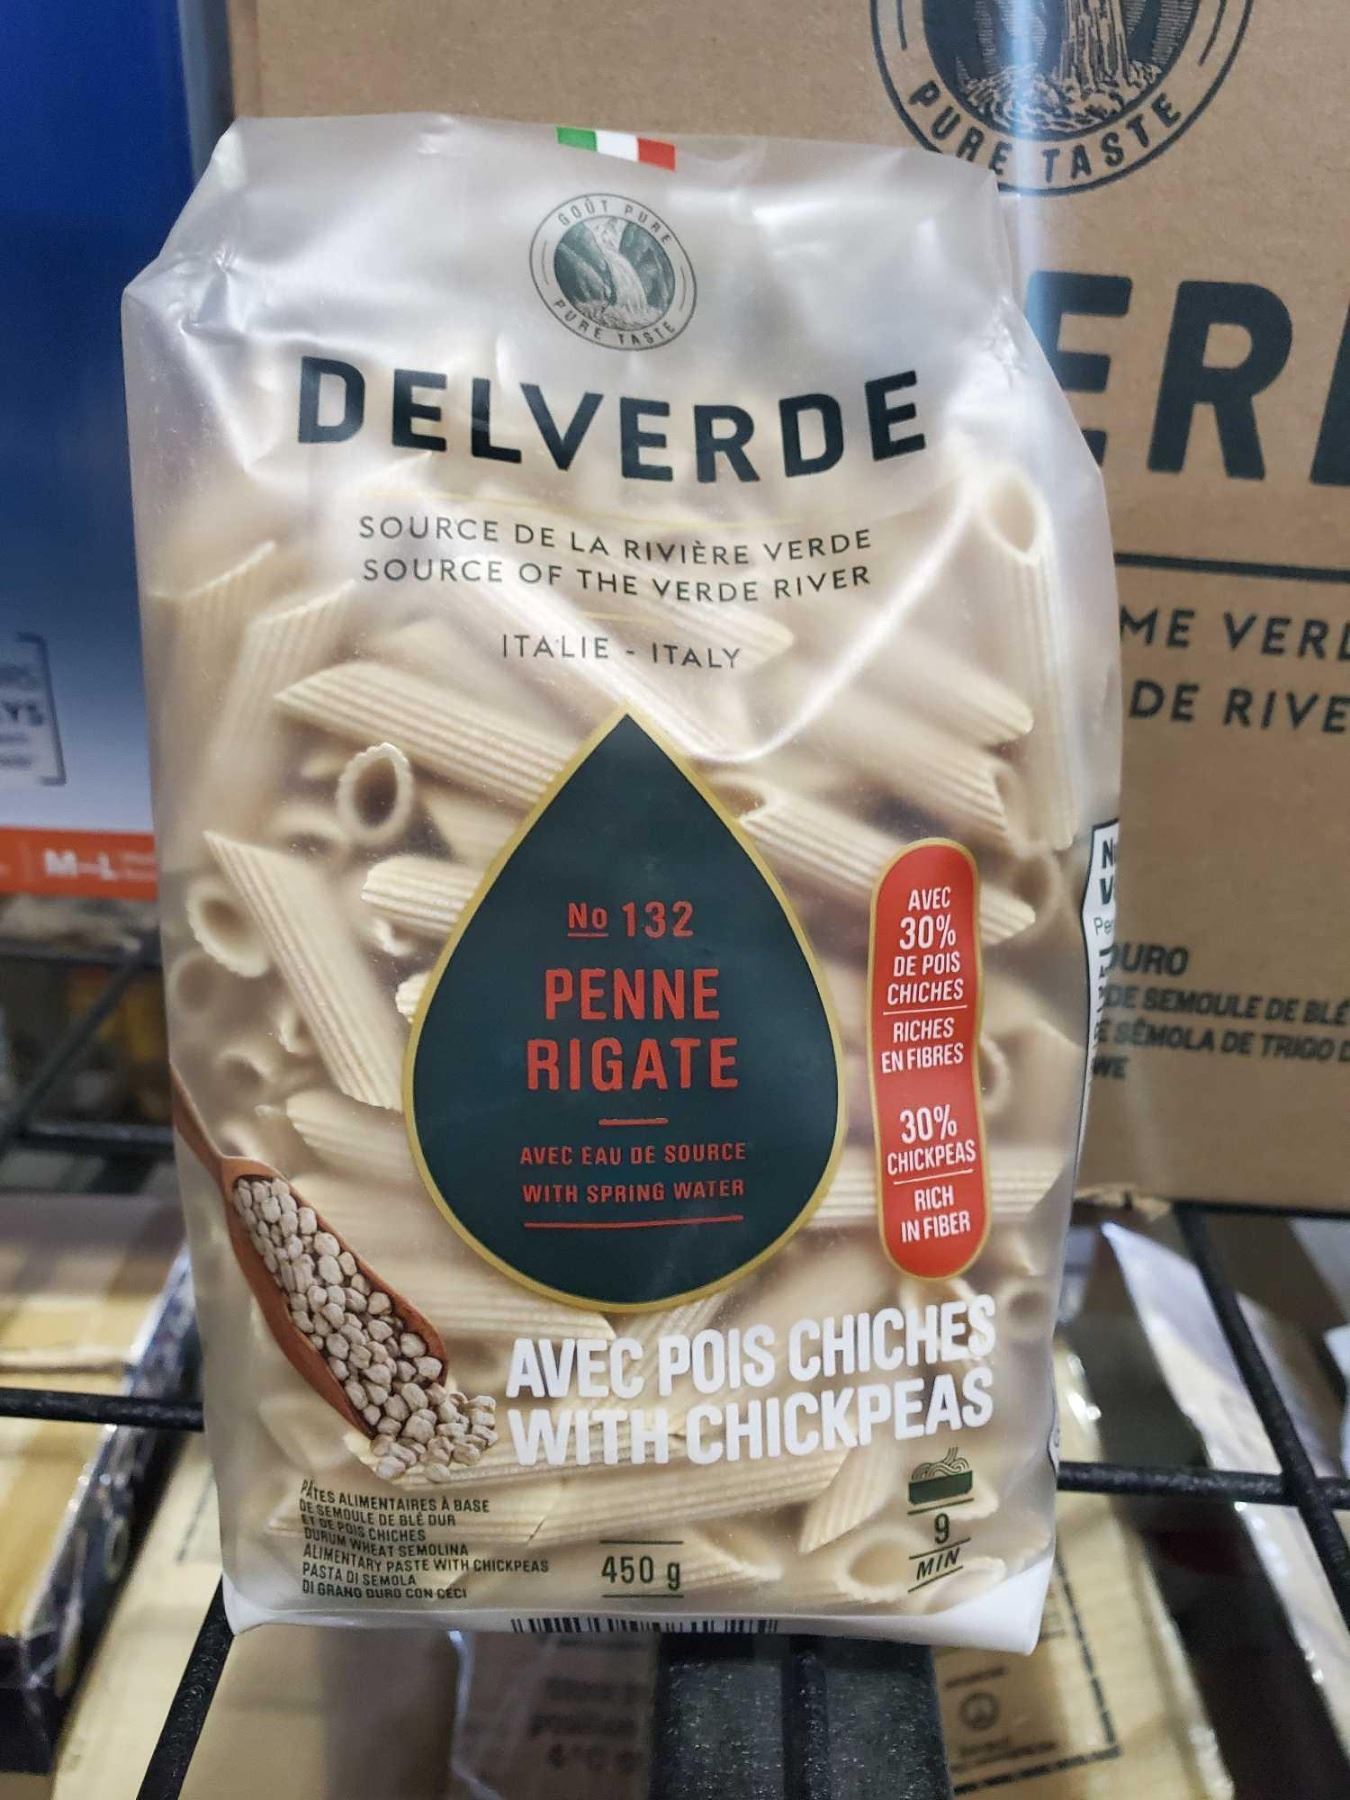 PURE TASTE
GOÛT PURE
PURE TASTE
DELVERDE
SOURCE DE LA RIVIÈRE VERDE
SOURCE OF THE VERDE RIVER
ITALIE - ITALY
No 132
PENNE
RIGATE
AVEC EAU DE SOURCE
WITH SPRING WATER
AVEC
30%
DE POIS
CHICHES
RICHES
EN FIBRES
30%
CHICKPEAS
RICH
IN FIBER
AVEC POIS CHICHES
WITH CHICKPEAS
PÂTES ALIMENTAIRES À BASE
DE SEMOULE DE BLÉ DUR
ET DE POIS CHICHES
DURUM WHEAT SEMOLINA
ALIMENTARY PASTE WITH CHICKPEAS
PASTA DI SEMOLA
DI GRANO DURO CON CECI
450 g
9
MIN
ER
ME VER
DE RIVE
DURO
DE SEMOULE DE BLÉ
SÊMOLA DE TRIGO
M-L